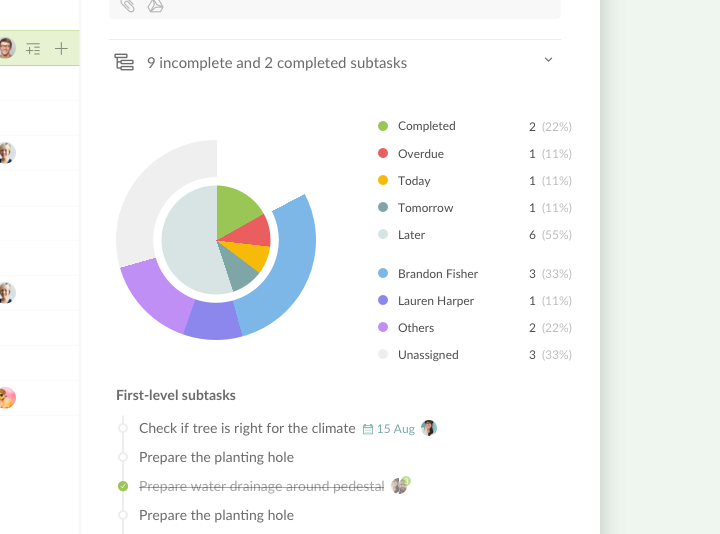 9 incomplete and 2 completed subtasks
Completed 2 (22%)
Overdue 1 (11%)
Today 1 (11%)
Tomorrow 1 (11%)
Later 6 (55%)
Brandon Fisher 3 (33%)
Lauren Harper 1 (11%)
Others 2 (22%)
Unassigned 3 (33%)
First-level subtasks
Check if tree is right for the climate 15 Aug
Prepare the planting hole
Prepare water drainage around pedestal
Prepare the planting hole